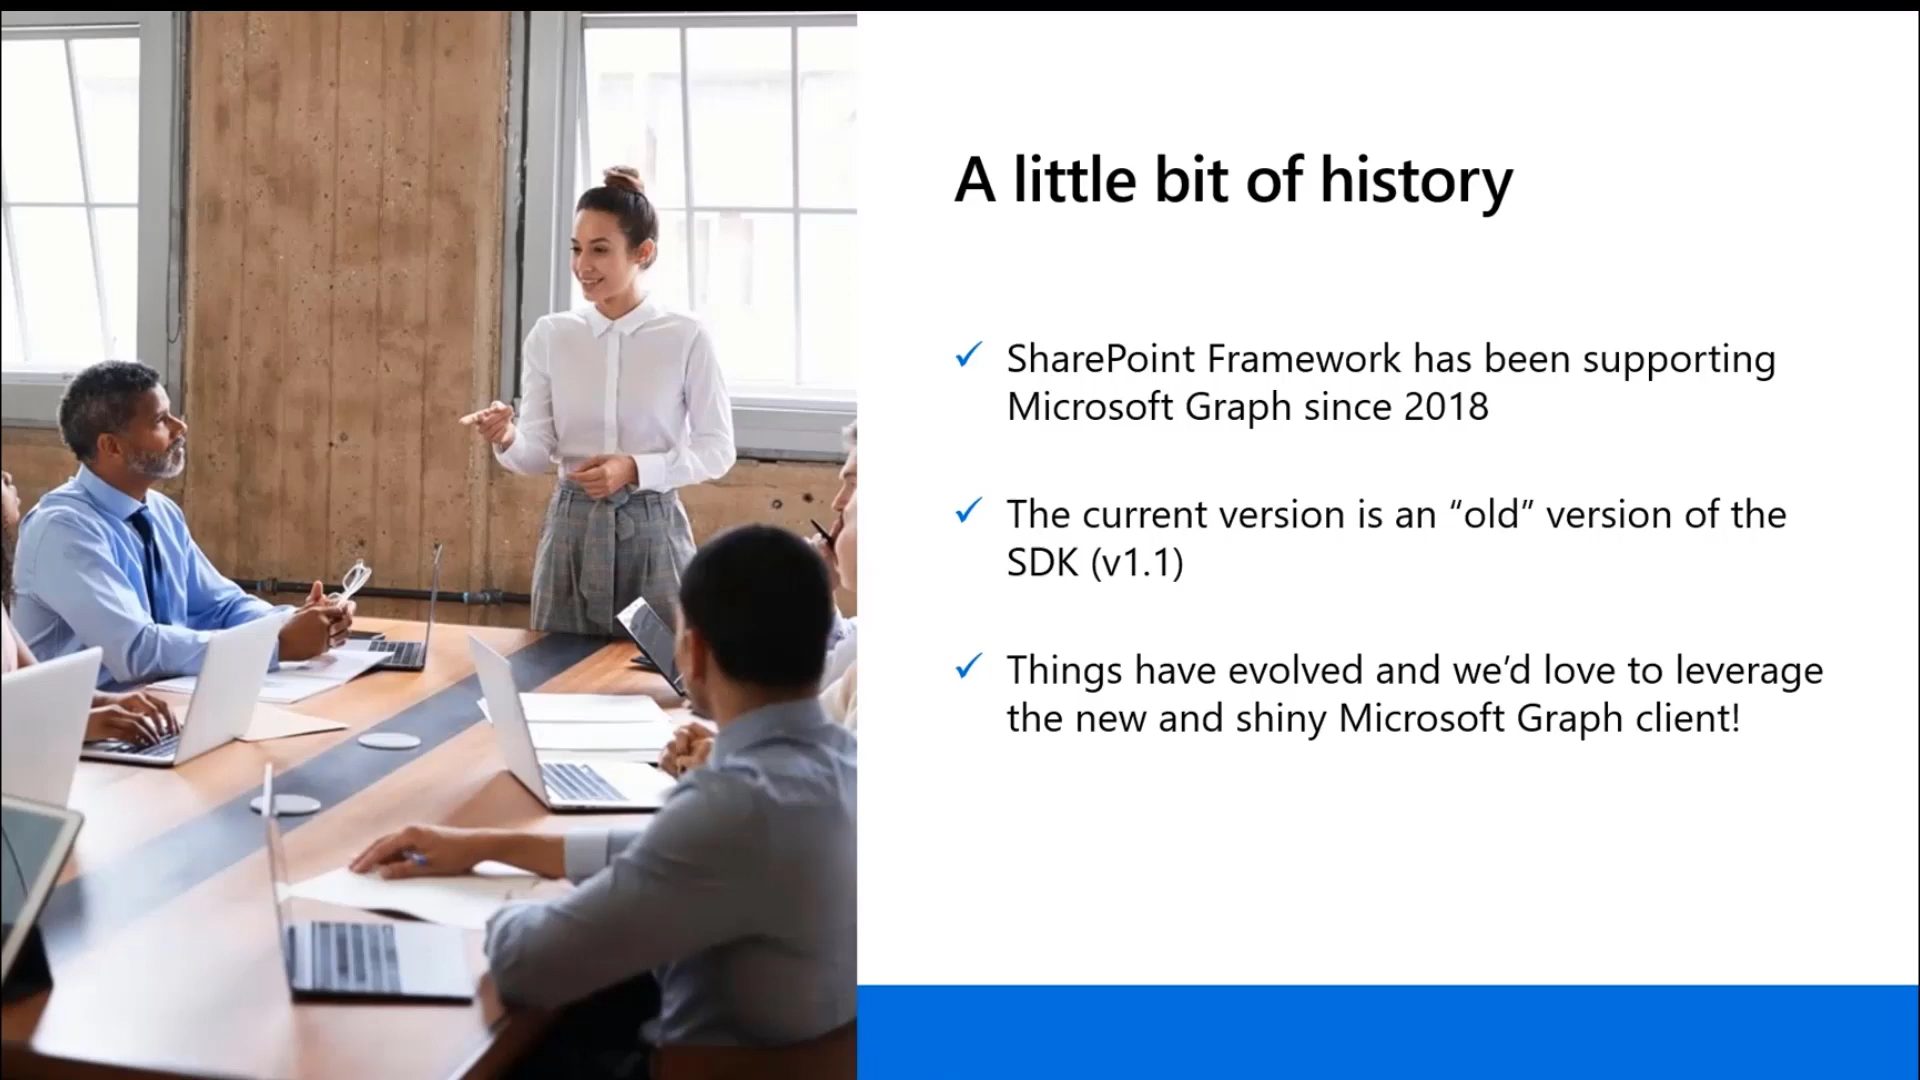 A little bit of history
SharePoint Framework has been supporting
Microsoft Graph since 2018
The current version is an “old” version of the
SDK (v1.1)
Things have evolved and we’d love to leverage
the new and shiny Microsoft Graph client!